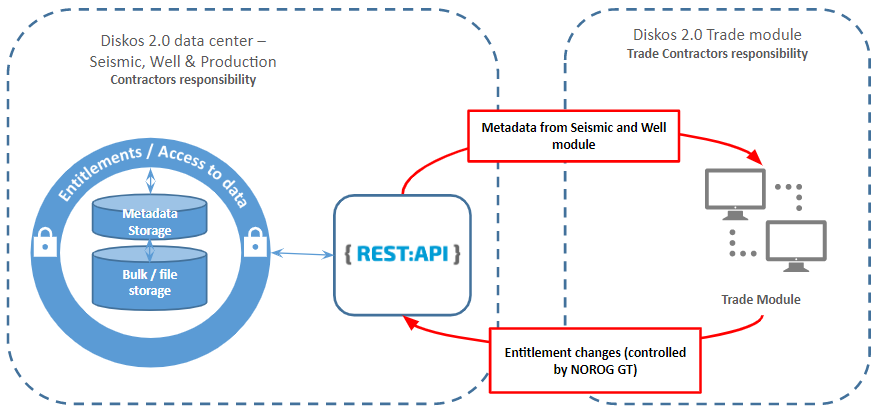 Diskos 2.0 data center –
Seismic, Well & Production
Contractors responsibility
Diskos 2.0 Trade module
Trade Contractors responsibility
Metadata from Seismic and Well
module
Entitlements / Access to data
Metadata
Storage
Bulk / file
storage
{ REST:API }
Trade Module
Entitlement changes (controlled
by NOROG GT)